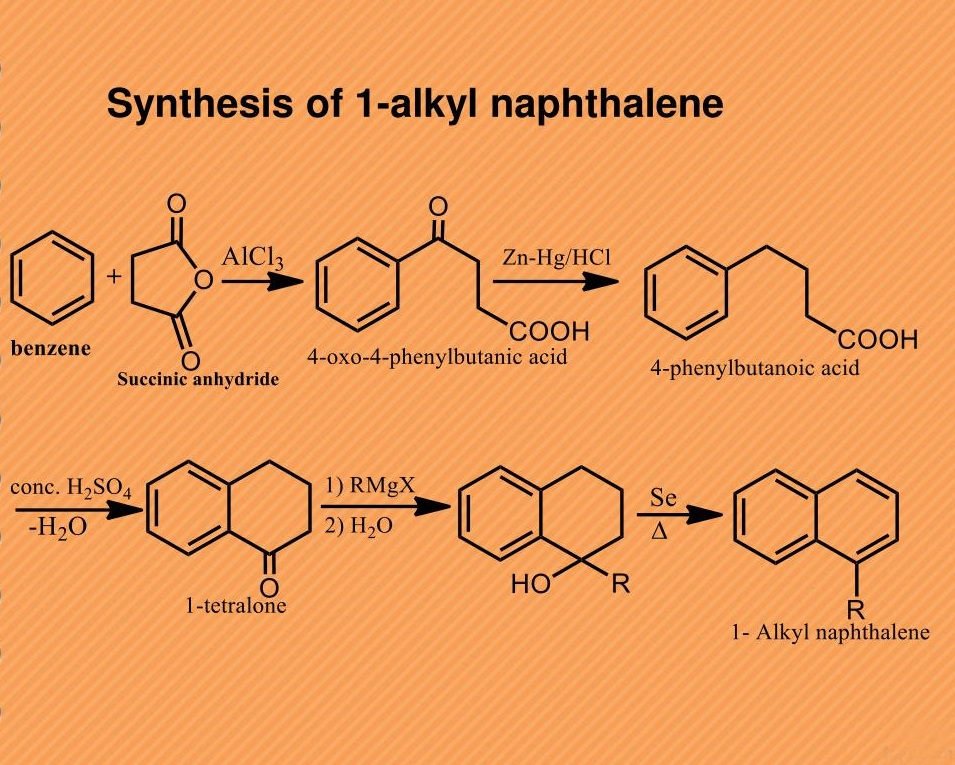 Synthesis of 1-alkyl naphthalene
O
O
O
+
AlCl₃
benzene
Succinic anhydride
O
COOH
4-oxo-4-phenylbutanic acid
Zn-Hg/HCl
COOH
4-phenylbutanoic acid
conc. H₂SO₄
-H₂O
O
1-tetralone
1) RMgX
2) H₂O
HO R
Se
Δ
R
1- Alkyl naphthalene